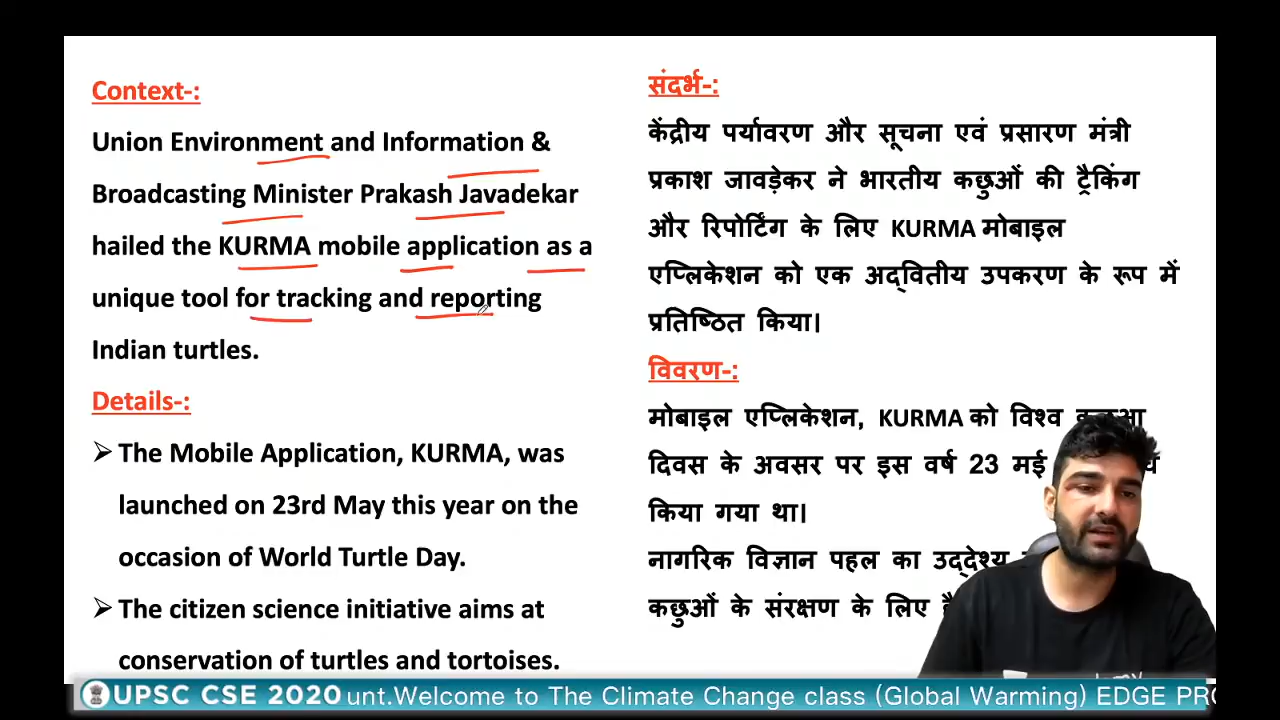 Context-:
Union Environment and Information &
Broadcasting Minister Prakash Javadekar
hailed the KURMA mobile application as a
unique tool for tracking and reporting
Indian turtles.
Details-:
➢ The Mobile Application, KURMA, was
launched on 23rd May this year on the
occasion of World Turtle Day.
➢ The citizen science initiative aims at
conservation of turtles and tortoises.
संदर्भ-:
केंद्रीय पर्यावरण और सूचना एवं प्रसारण मंत्री
प्रकाश जावड़ेकर ने भारतीय कछुओं की ट्रैकिंग
और रिपोर्टिंग के लिए KURMA मोबाइल
एप्लिकेशन को एक अद्वितीय उपकरण के रूप में
प्रतिष्ठित किया।
विवरण-:
मोबाइल एप्लिकेशन, KURMA को विश्व
दिवस के अवसर पर इस वर्ष 23 मई
किया गया था।
नागरिक विज्ञान पहल का उद्देश्य
कछुओं के संरक्षण के लिए
UPSC CSE 2020 unt.Welcome to The Climate Change class (Global Warming) EDGE